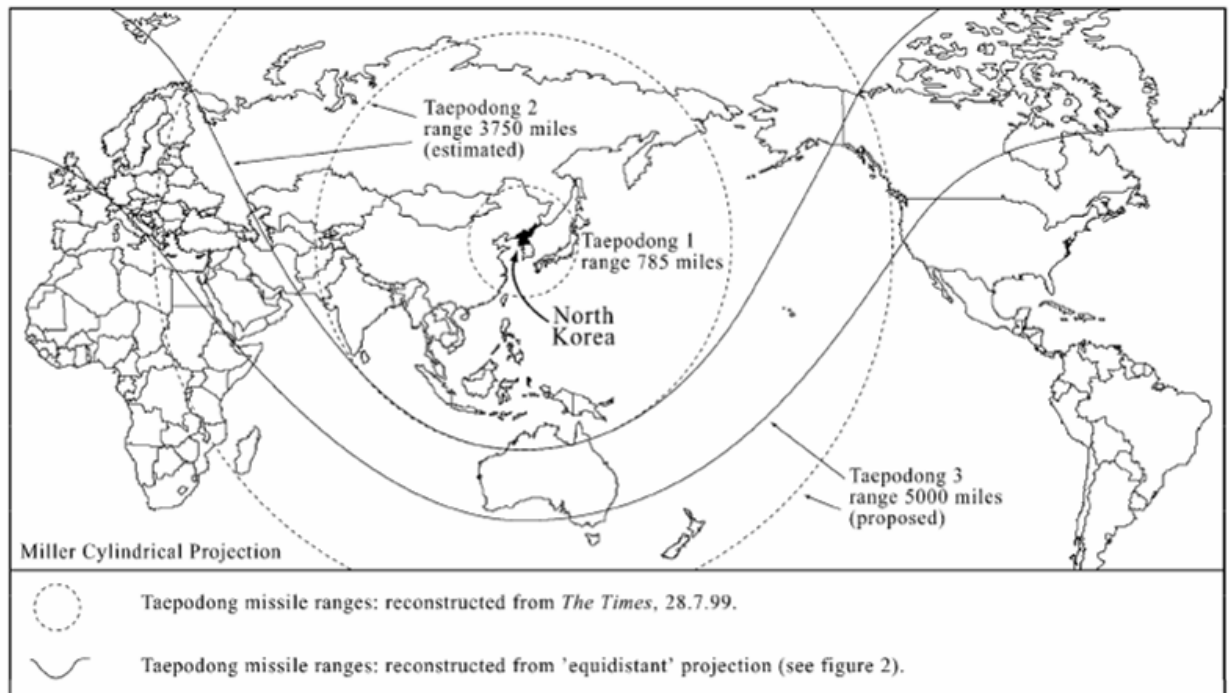 Taepodong 2
range 3750 miles
(estimated)
Taepodong 1
range 785 miles
North
Korea
Taepodong 3
range 5000 miles
(proposed)
Miller Cylindrical Projection
Taepodong missile ranges: reconstructed from The Times, 28.7.99.
Taepodong missile ranges: reconstructed from 'equidistant' projection (see figure 2).